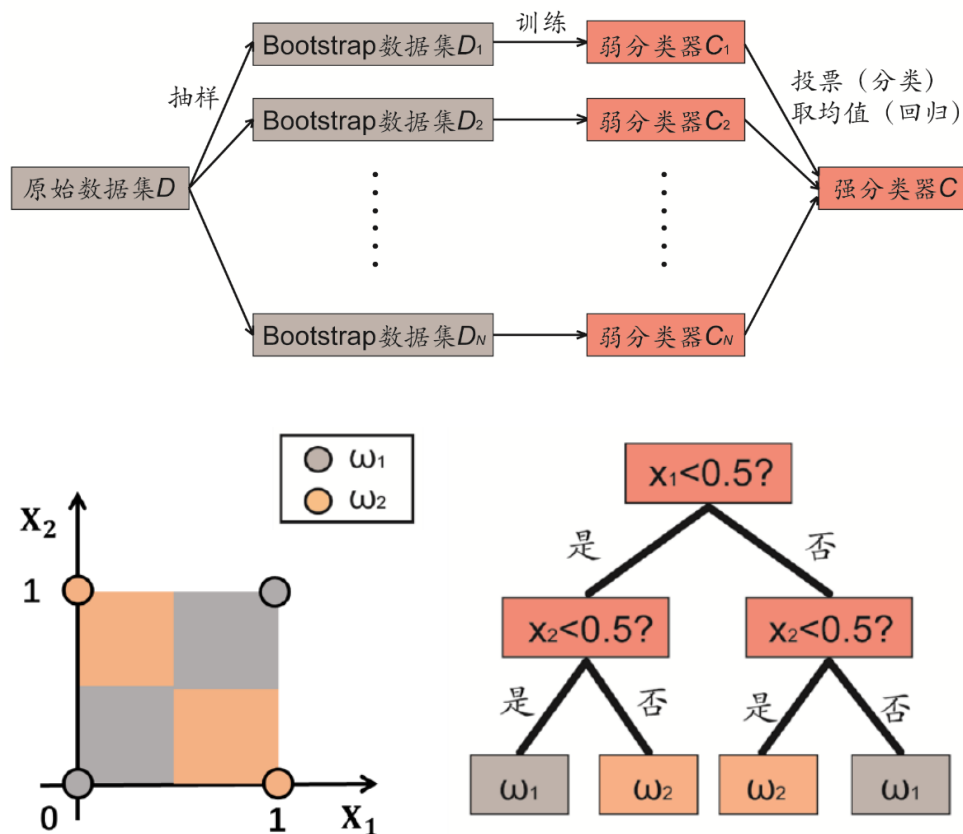 Bootstrap数据集D₁
训练
弱分类器C₁
抽样
投票（分类）
取均值（回归）
Bootstrap数据集D₂
弱分类器C₂
原始数据集D
强分类器C
Bootstrap数据集D_N
弱分类器C_N
ω₁
ω₂
x₁<0.5?
X₂
是
否
1
x₂<0.5?
x₂<0.5?
是
否
是
否
ω₁
ω₂
ω₂
ω₁
0
1
X₁